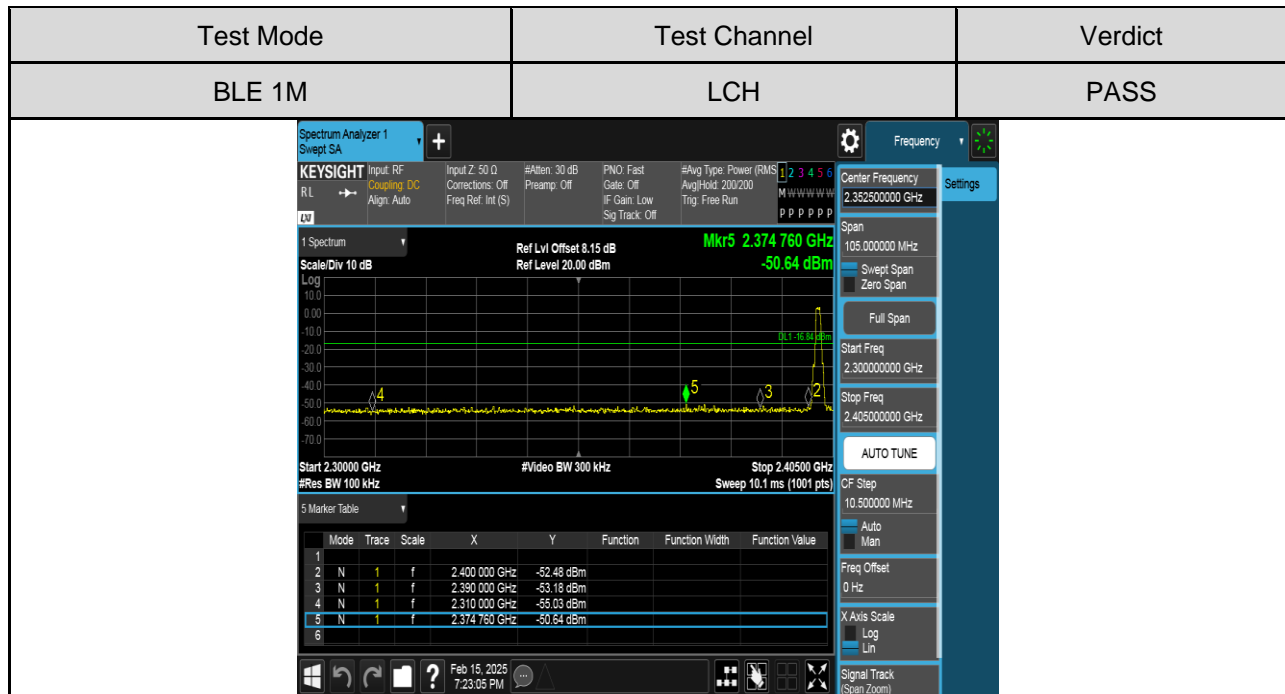 Test Mode Test Channel Verdict
BLE 1M LCH PASS
Spectrum Analyzer 1
Swept SA
+
Frequency
KEYSIGHT Input: RF Input Z: 50 Ω #Atten: 30 dB PNO: Fast #Avg Type: Power (RMS 1 2 3 4 5 6
RL Coupling: DC Corrections: Off Preamp: Off Gate: Off Avg|Hold: 200/200 M W W W W W
Align: Auto Freq Ref: Int (S) IF Gain: Low Trig: Free Run
LXI Sig Track: Off P P P P P P
1 Spectrum
Ref Lvl Offset 8.15 dB Mkr5 2.374 760 GHz
Scale/Div 10 dB Ref Level 20.00 dBm -50.64 dBm
Log
10.0
0.00
-10.0
DL1 -16.84 dBm
-20.0
-30.0
-40.0
4 5 3 2
-50.0
-60.0
-70.0
Start 2.30000 GHz #Video BW 300 kHz Stop 2.40500 GHz
#Res BW 100 kHz Sweep 10.1 ms (1001 pts)
5 Marker Table
Mode Trace Scale X Y Function Function Width Function Value
1
2 N 1 f 2.400 000 GHz -52.48 dBm
3 N 1 f 2.390 000 GHz -53.18 dBm
4 N 1 f 2.310 000 GHz -55.03 dBm
5 N 1 f 2.374 760 GHz -50.64 dBm
6
?
Feb 15, 2025
7:23:05 PM
Center Frequency
2.352500000 GHz
Settings
Span
105.000000 MHz
Swept Span
Zero Span
Full Span
Start Freq
2.300000000 GHz
Stop Freq
2.405000000 GHz
AUTO TUNE
CF Step
10.500000 MHz
Auto
Man
Freq Offset
0 Hz
X Axis Scale
Log
Lin
Signal Track
(Span Zoom)